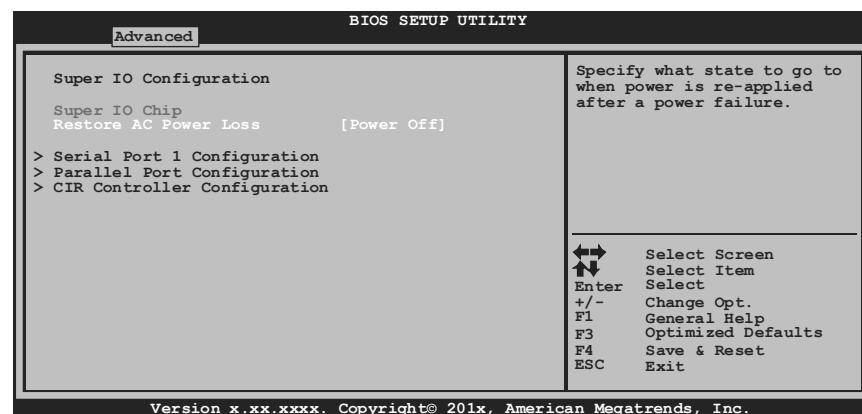 BIOS SETUP UTILITY
Advanced
Super IO Configuration
Super IO Chip
Restore AC Power Loss [Power Off]
> Serial Port 1 Configuration
> Parallel Port Configuration
> CIR Controller Configuration
Specify what state to go to
when power is re-applied
after a power failure.
Select Screen
Select Item
Enter Select
+/- Change Opt.
F1 General Help
F3 Optimized Defaults
F4 Save & Reset
ESC Exit
Version x.xx.xxxx. Copyright© 201x, American Megatrends, Inc.